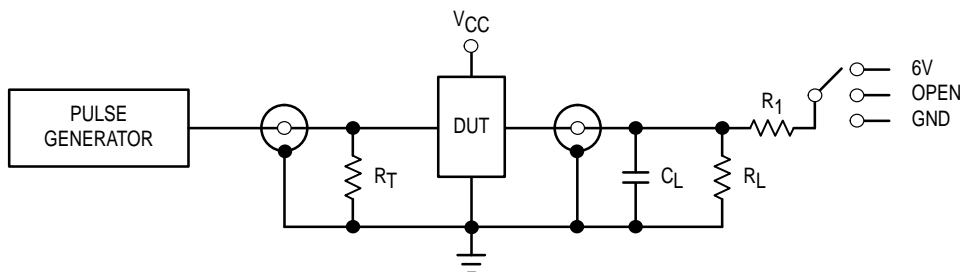 VCC
PULSE
GENERATOR
DUT
RT
CL
RL
R1
6V
OPEN
GND